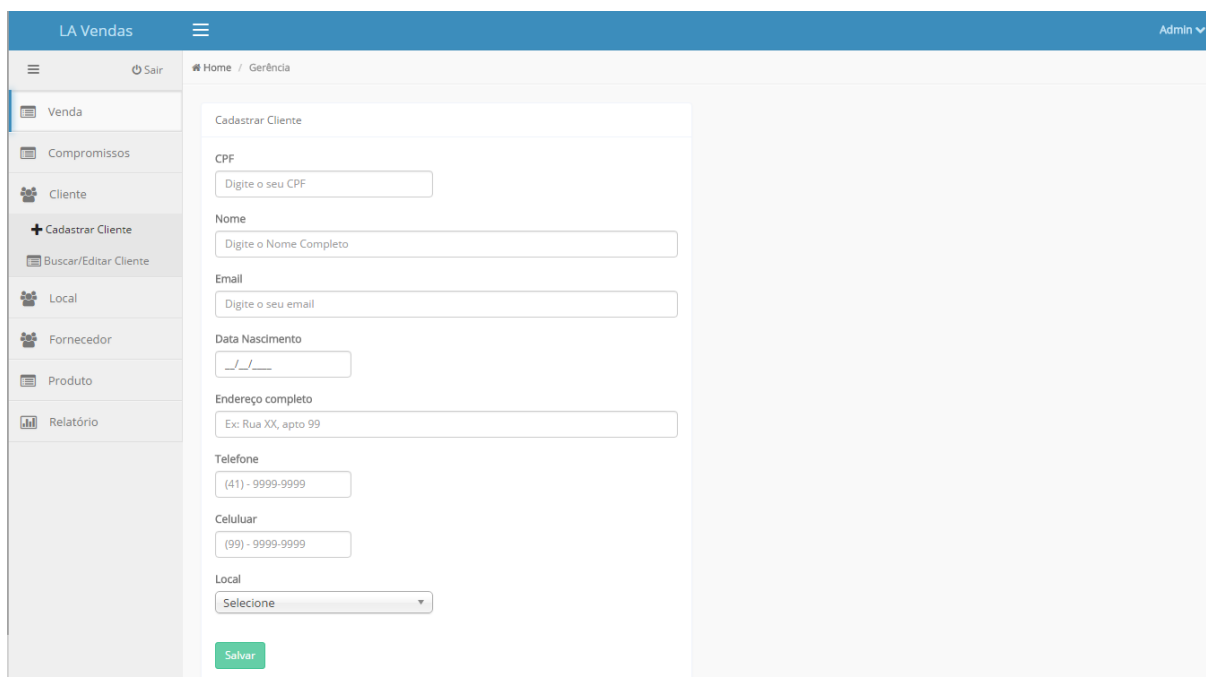 LA Vendas
Admin
Sair
Home / Gerência
Venda
Compromissos
Cliente
Cadastrar Cliente
Buscar/Editar Cliente
Local
Fornecedor
Produto
Relatório
Cadastrar Cliente
CPF
Digite o seu CPF
Nome
Digite o Nome Completo
Email
Digite o seu email
Data Nascimento
__/__/____
Endereço completo
Ex: Rua XX, apto 99
Telefone
(41) - 9999-9999
Celuluar
(99) - 9999-9999
Local
Selecione
Salvar